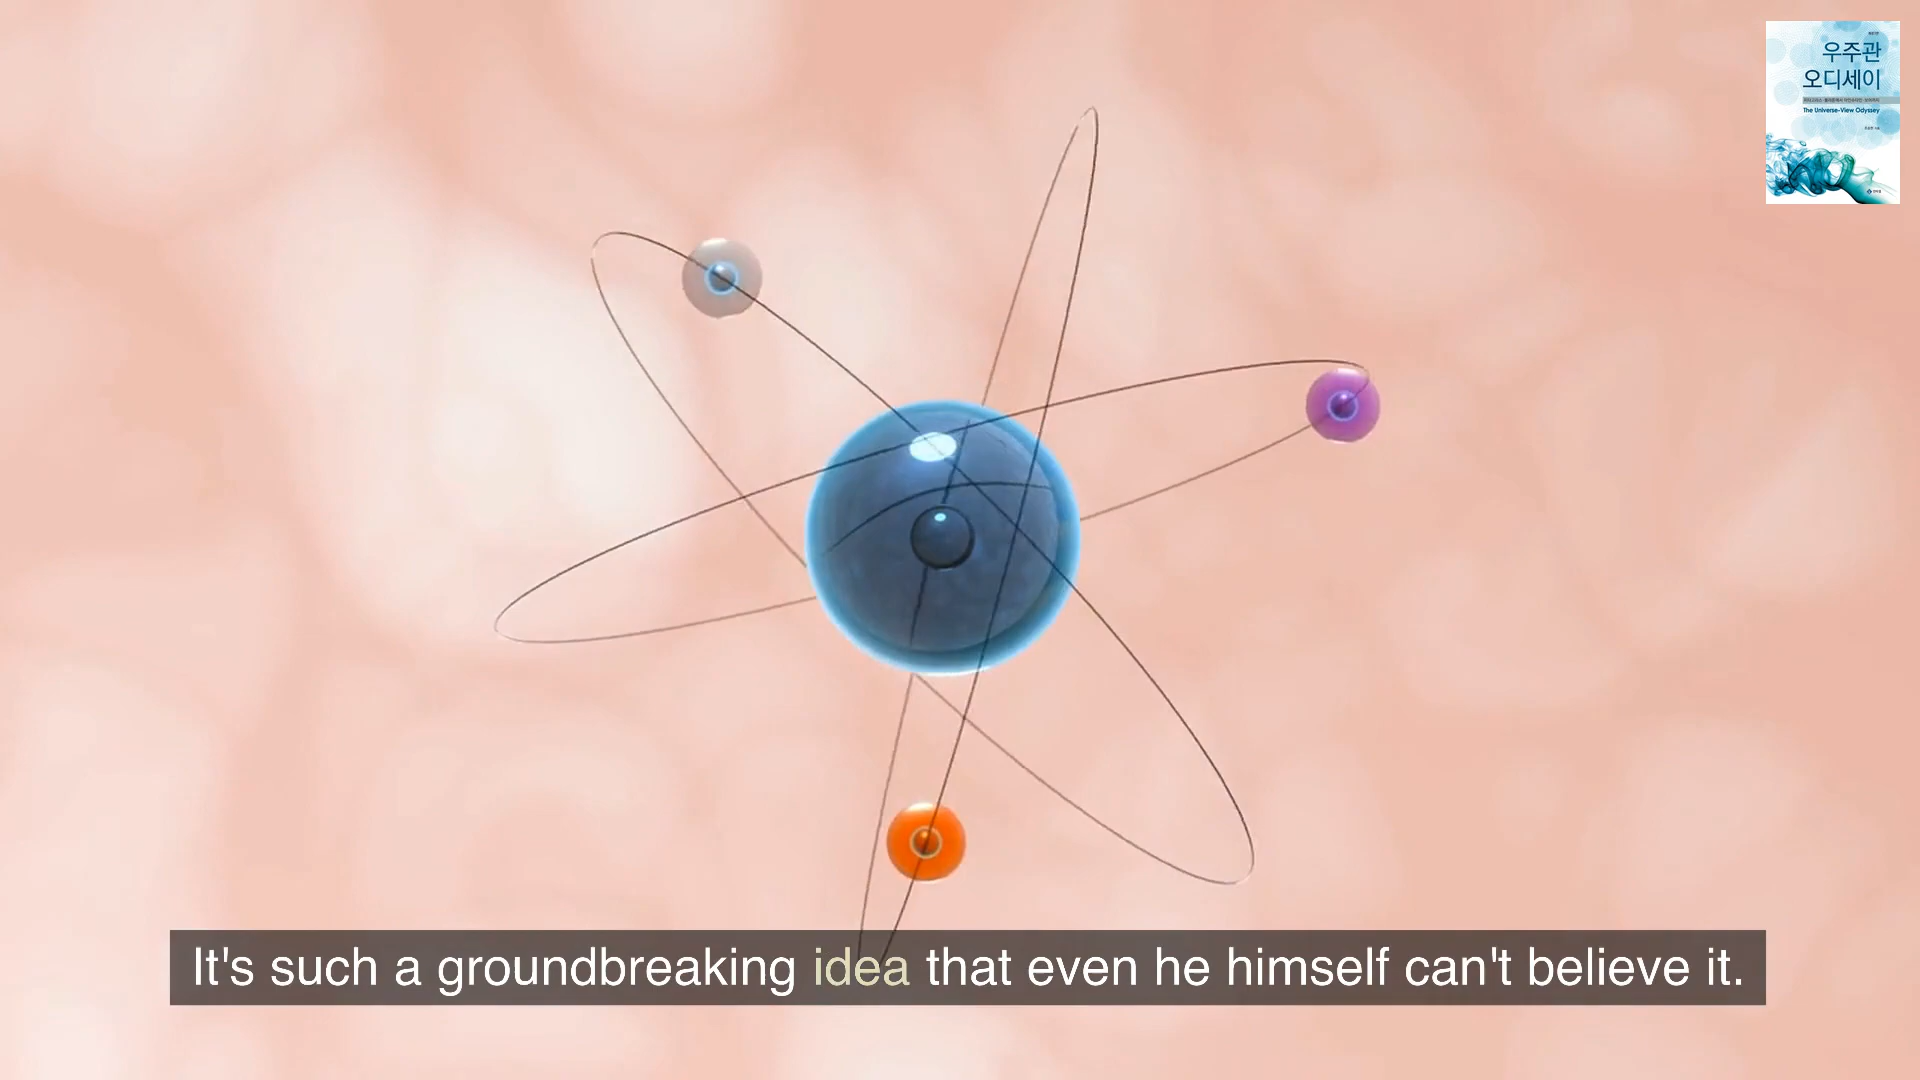 우주관
오디세이
The Universe-View Odyssey
It's such a groundbreaking idea that even he himself can't believe it.